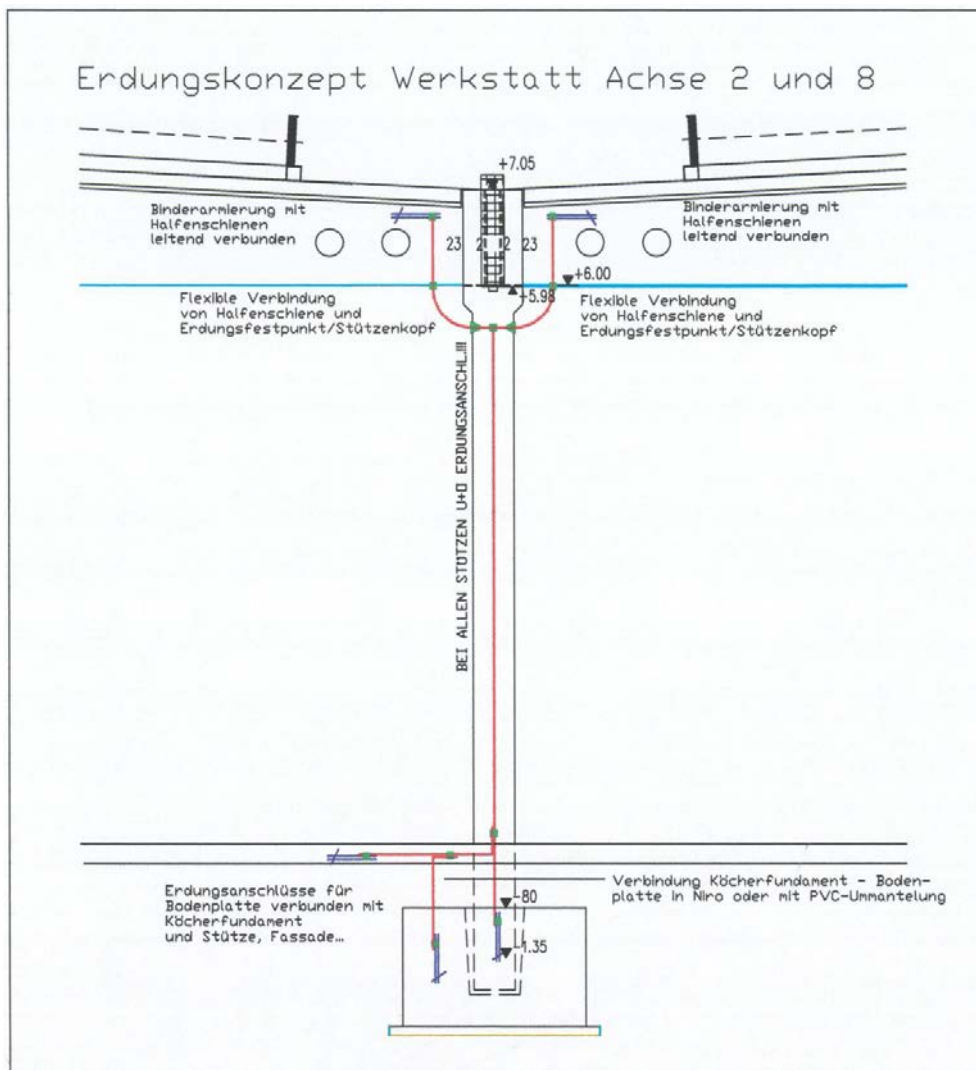 Erdungskonzept Werkstatt Achse 2 und 8
+7.05
Binderarmierung mit
Halfenschienen
leitend verbunden
Binderarmierung mit
Halfenschienen
leitend verbunden
23
2
2
23
+6.00
+5.98
Flexible Verbindung
von Halfenschiene und
Erdungsfestpunkt/Stützenkopf
Flexible Verbindung
von Halfenschiene und
Erdungsfestpunkt/Stützenkopf
BEI ALLEN STÜTZEN U+O ERDUNGSANSCHL.!!!
Erdungsanschlüsse für
Bodenplatte verbunden mit
Köcherfundament
und Stütze, Fassade...
Verbindung Köcherfundament - Boden-
platte in Niro oder mit PVC-Ummantelung
-80
-1.35